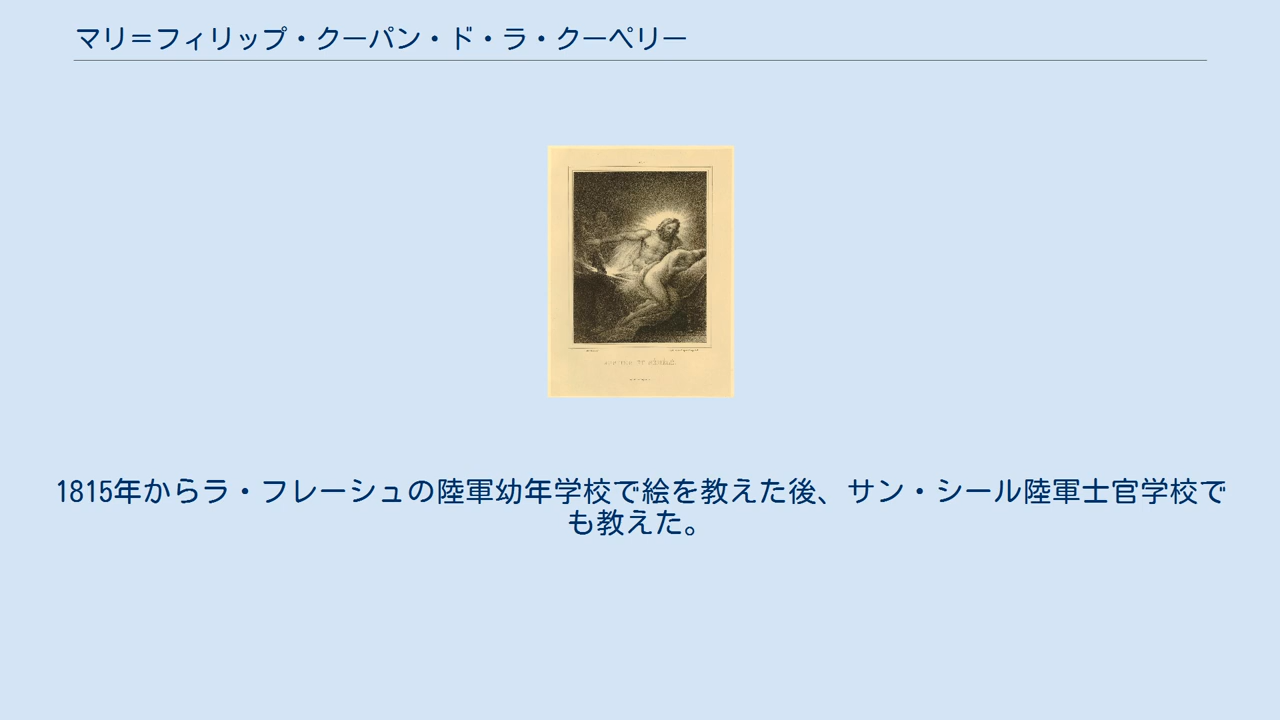 マリ＝フィリップ・クーパン・ド・ラ・クーペリー
1815年からラ・フレーシュの陸軍幼年学校で絵を教えた後、サン・シール陸軍士官学校で
も教えた。